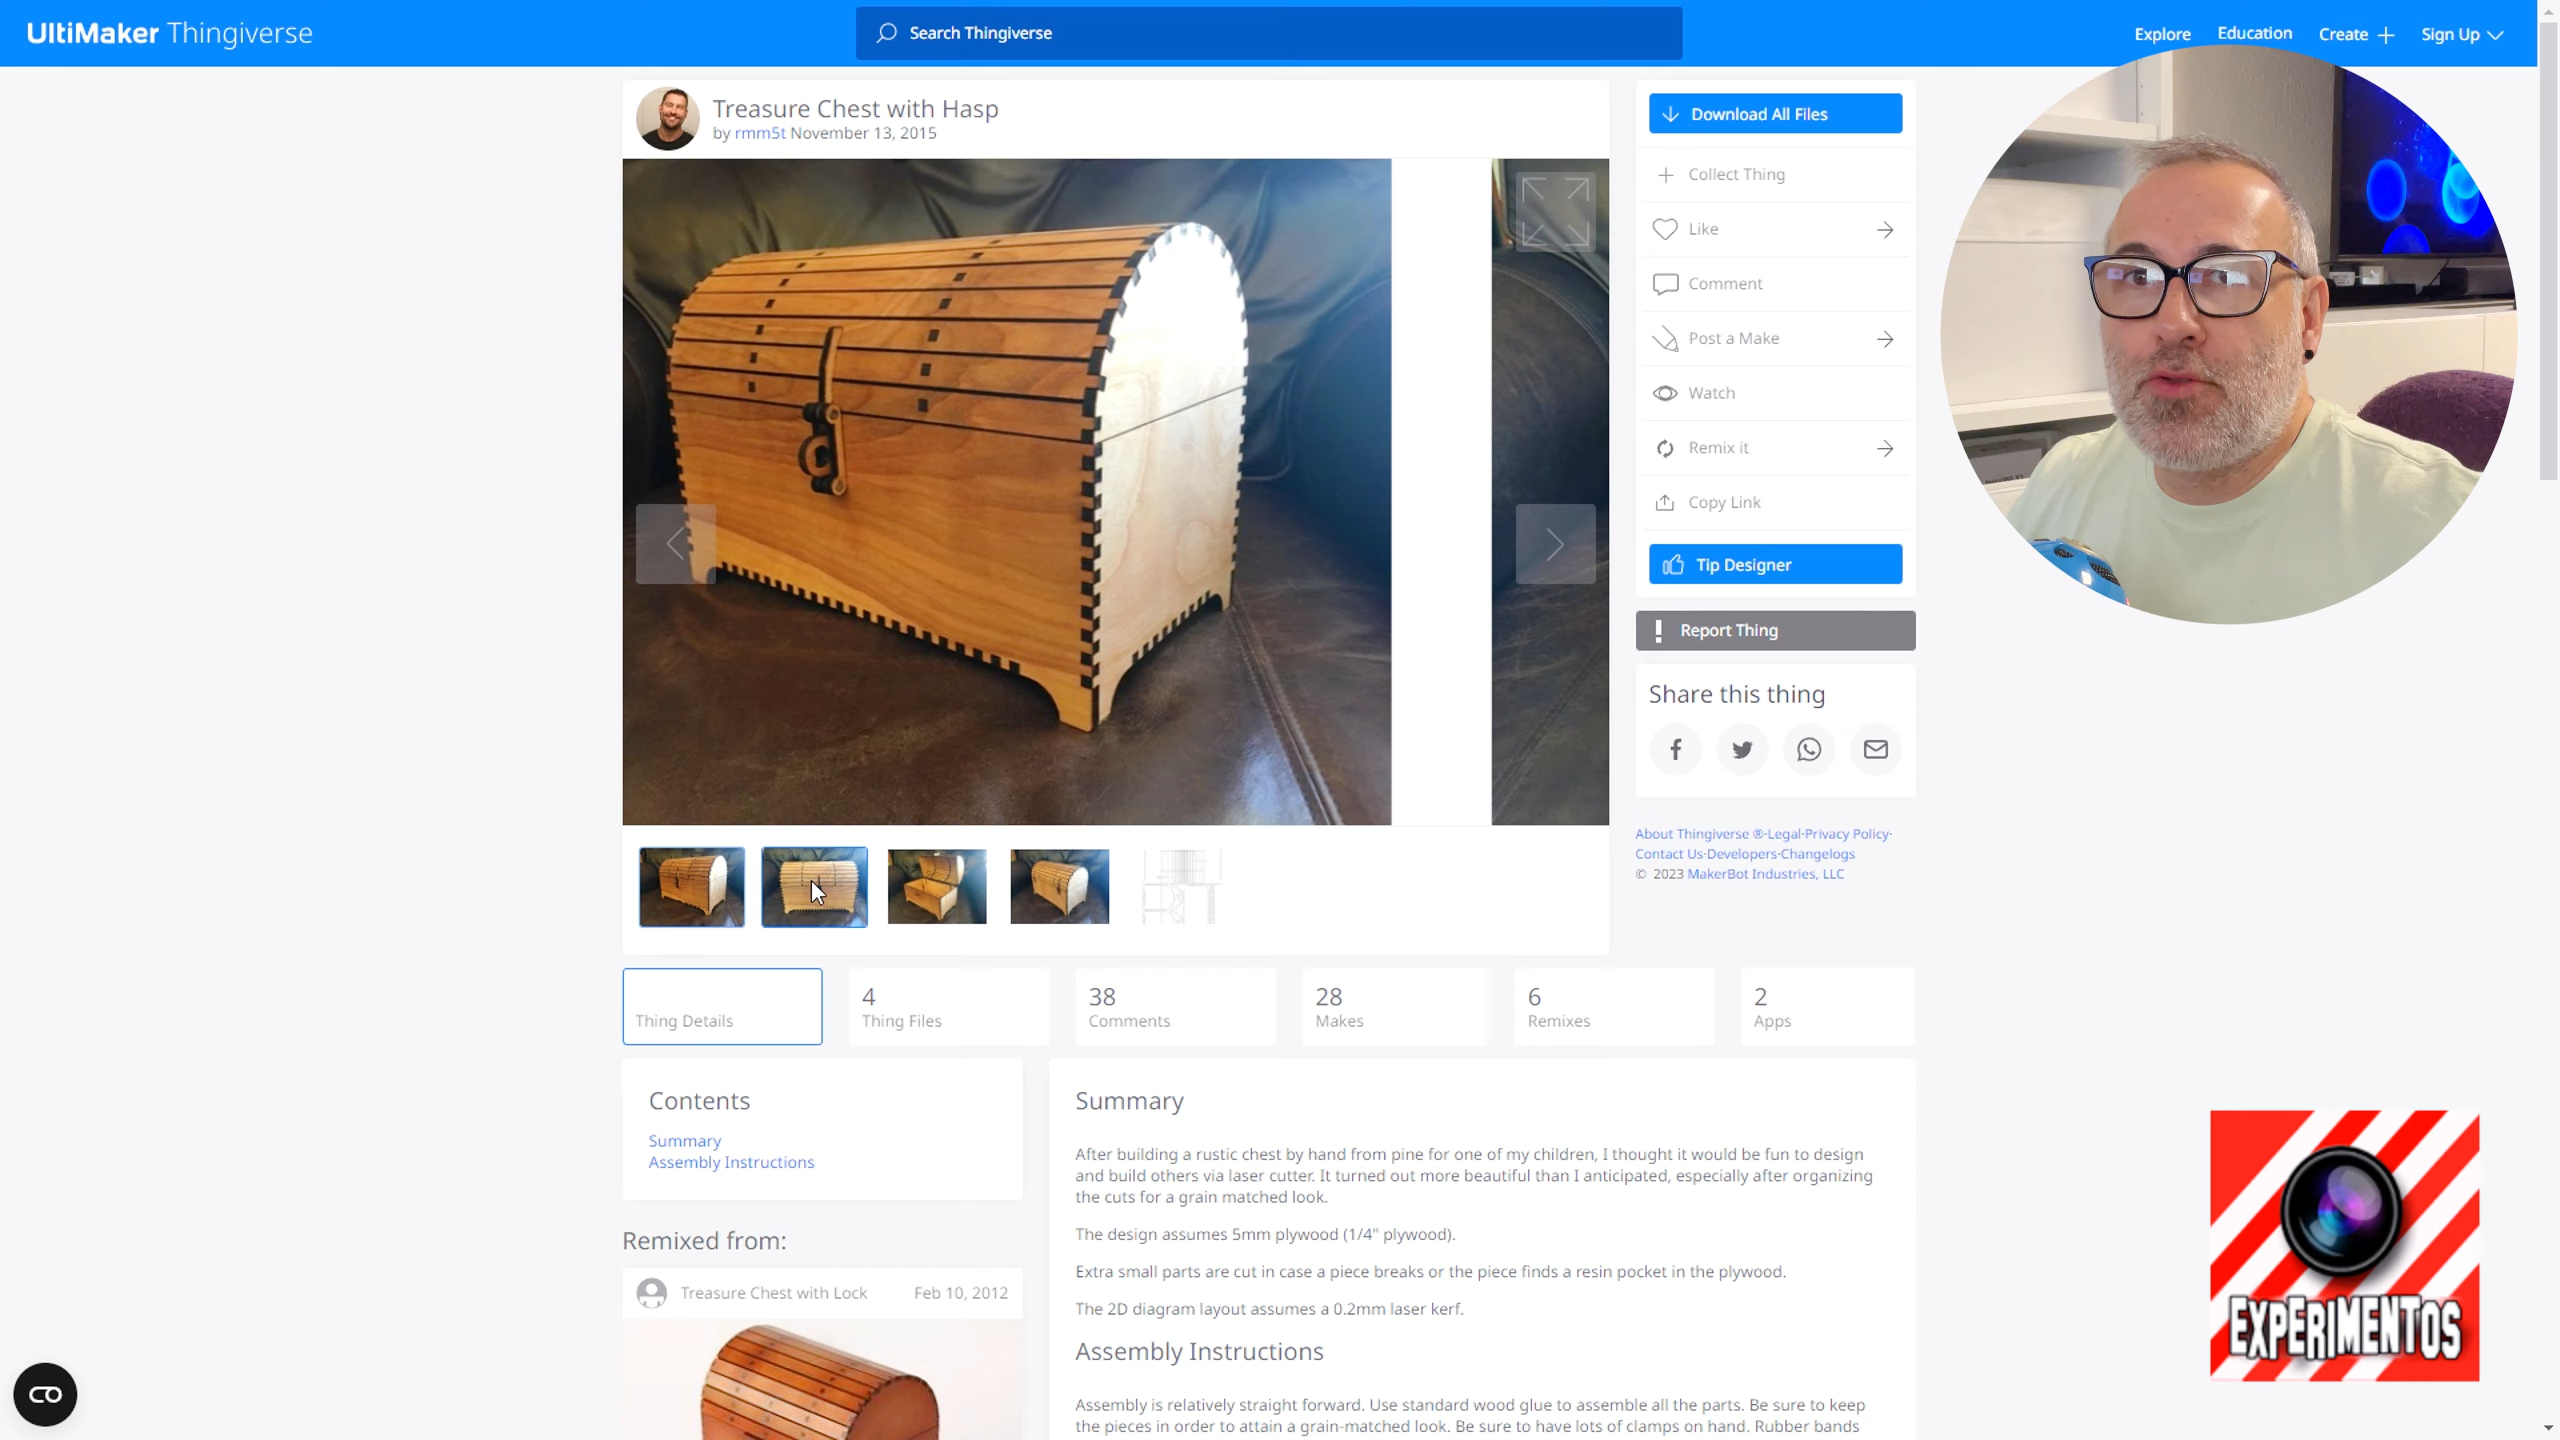 UltiMaker Thingiverse
Search Thingiverse
Explore
Education
Create
Sign Up
Treasure Chest with Hasp
by rmm5t November 13, 2015
Download All Files
Collect Thing
Like
Comment
Post a Make
Watch
Remix it
Copy Link
Tip Designer
Report Thing
Share this thing
About Thingiverse ®·Legal·Privacy Policy·
Contact Us·Developers·Changelogs
© 2023 MakerBot Industries, LLC
Thing Details
4
Thing Files
38
Comments
28
Makes
6
Remixes
2
Apps
Contents
Summary
Assembly Instructions
Remixed from:
Treasure Chest with Lock
Feb 10, 2012
Summary
After building a rustic chest by hand from pine for one of my children, I thought it would be fun to design
and build others via laser cutter. It turned out more beautiful than I anticipated, especially after organizing
the cuts for a grain matched look.
The design assumes 5mm plywood (1/4" plywood).
Extra small parts are cut in case a piece breaks or the piece finds a resin pocket in the plywood.
The 2D diagram layout assumes a 0.2mm laser kerf.
Assembly Instructions
Assembly is relatively straight forward. Use standard wood glue to assemble all the parts. Be sure to keep
the pieces in order to attain a grain-matched look. Be sure to have lots of clamps on hand. Rubber bands
EXPERIMENTOS